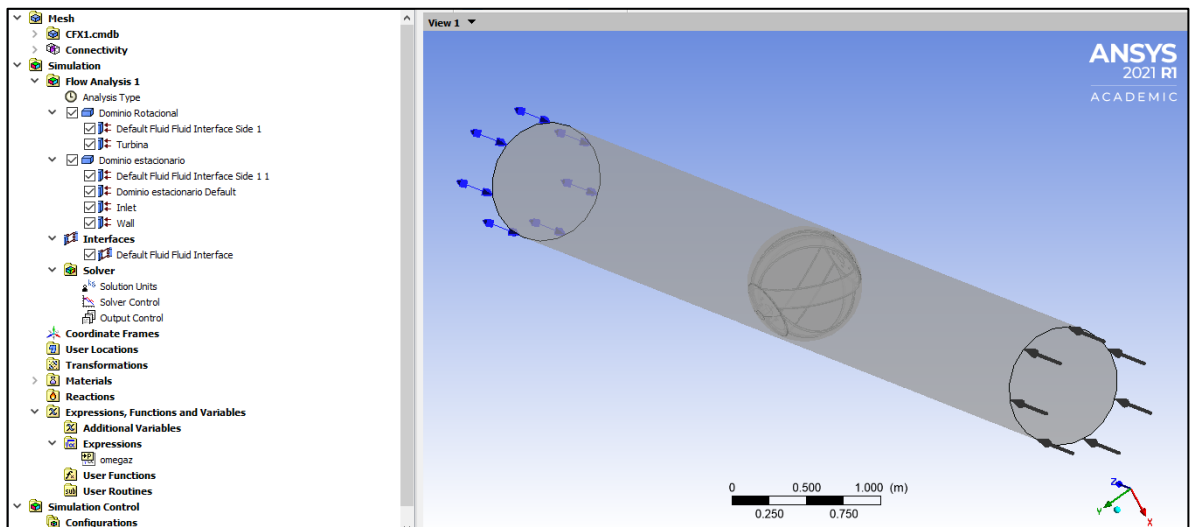 Mesh
CFX1.cmdb
Connectivity
Simulation
Flow Analysis 1
Analysis Type
Dominio Rotacional
Default Fluid Fluid Interface Side 1
Turbina
Dominio estacionario
Default Fluid Fluid Interface Side 1 1
Dominio estacionario Default
Inlet
Wall
Interfaces
Default Fluid Fluid Interface
Solver
Solution Units
Solver Control
Output Control
Coordinate Frames
User Locations
Transformations
Materials
Reactions
Expressions, Functions and Variables
Additional Variables
Expressions
omegaz
User Functions
User Routines
Simulation Control
Configurations
View 1
ANSYS
2021 R1
ACADEMIC
0 0.500 1.000 (m)
0.250 0.750
Z
Y
X